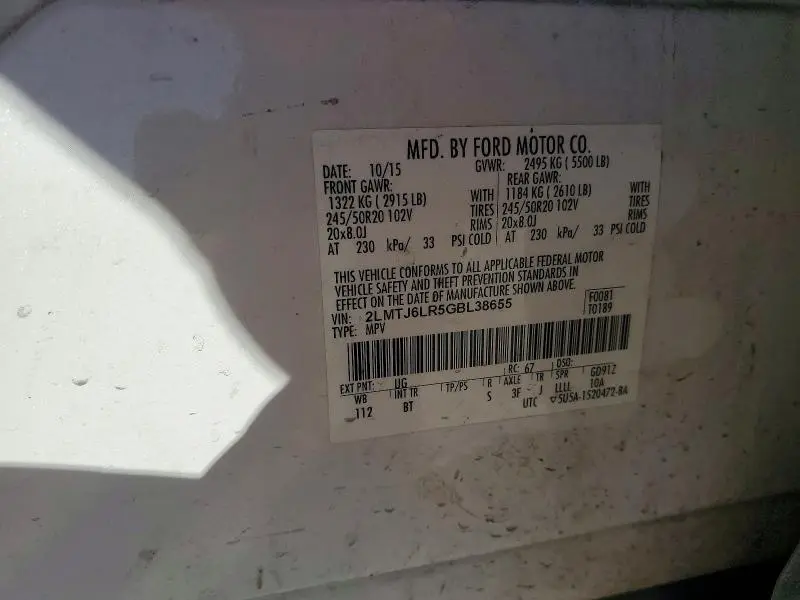 MFD. BY FORD MOTOR CO.
DATE: 10/15 GVWR: 2495 KG ( 5500 LB)
FRONT GAWR: REAR GAWR:
1322 KG ( 2915 LB) WITH 1184 KG ( 2610 LB) WITH
245/50R20 102V TIRES 245/50R20 102V TIRES
20x8.0J RIMS 20x8.0J RIMS
AT 230 kPa/ 33 PSI COLD AT 230 kPa/ 33 PSI COLD
THIS VEHICLE CONFORMS TO ALL APPLICABLE FEDERAL MOTOR
VEHICLE SAFETY AND THEFT PREVENTION STANDARDS IN
EFFECT ON THE DATE OF MANUFACTURE SHOWN ABOVE.
VIN: 2LMTJ6LR5GBL38655 F0081
TYPE: MPV T0189
EXT PNT: UG RC: 67 DSO:
WB INT TR TP/PS R AXLE TR SPR GD91Z
112 BT S 3F J LLLL 10A
UTC ▽5U5A-1520472-BA